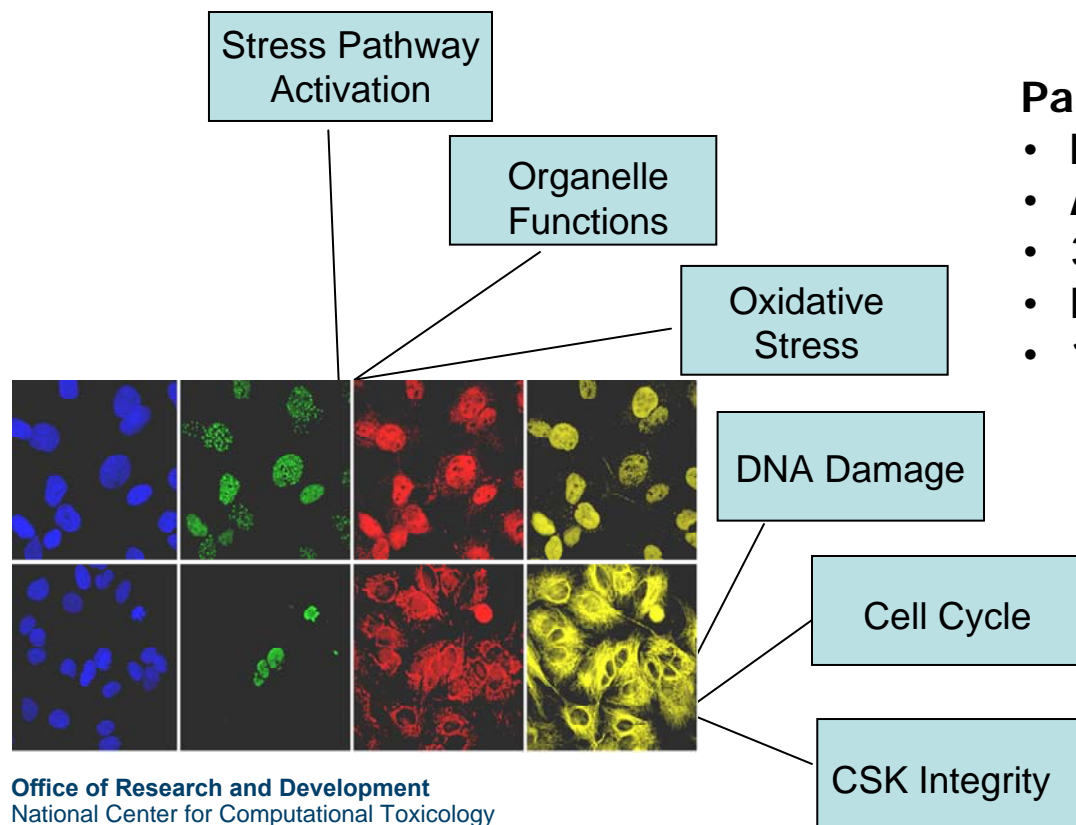 Stress Pathway
Activation
Organelle
Functions
Oxidative
Stress
DNA Damage
Cell Cycle
CSK Integrity
Office of Research and Development
National Center for Computational Toxicology